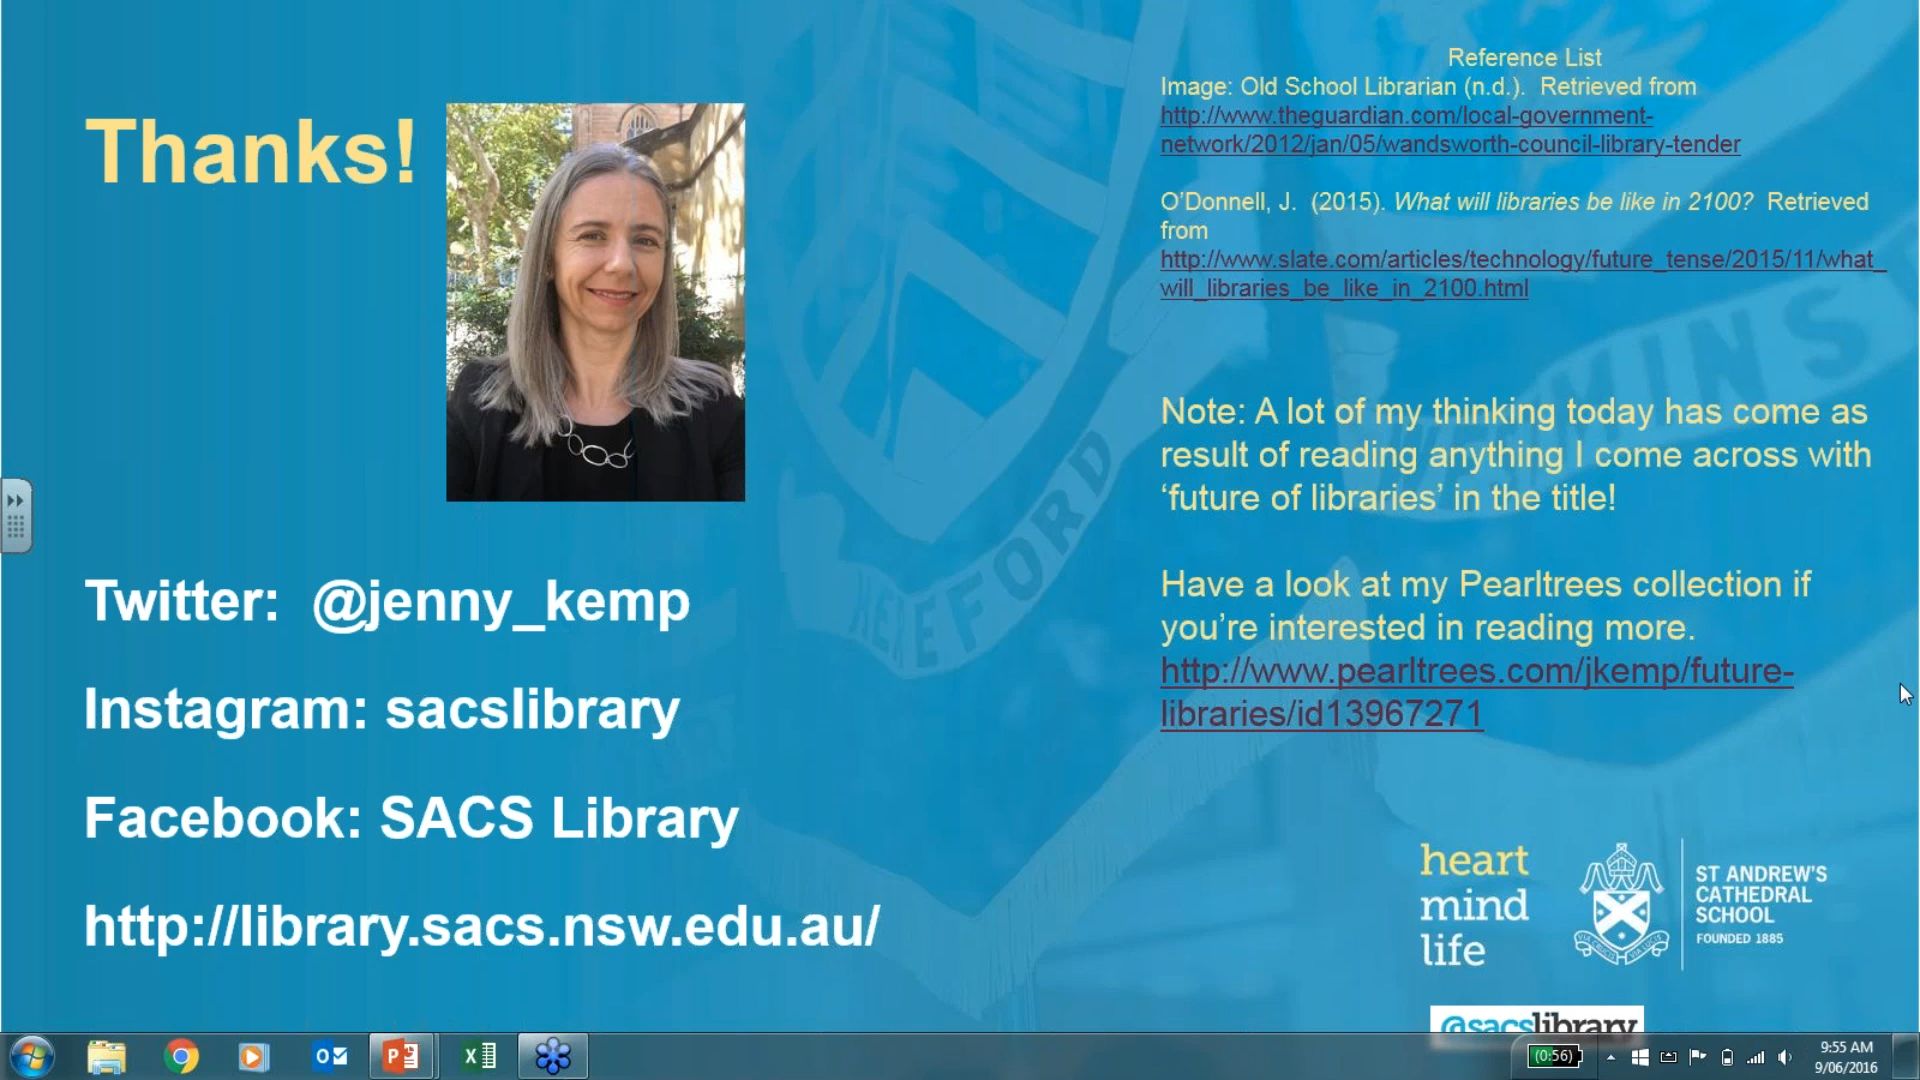 Thanks!
Twitter:  @jenny_kemp
Instagram: sacslibrary
Facebook: SACS Library
http://library.sacs.nsw.edu.au/
Reference List
Image: Old School Librarian (n.d.).  Retrieved from
http://www.theguardian.com/local-government-
network/2012/jan/05/wandsworth-council-library-tender
O’Donnell, J.  (2015). What will libraries be like in 2100?  Retrieved
from
http://www.slate.com/articles/technology/future_tense/2015/11/what_
will_libraries_be_like_in_2100.html
Note: A lot of my thinking today has come as
result of reading anything I come across with
‘future of libraries’ in the title!
Have a look at my Pearltrees collection if
you’re interested in reading more.
http://www.pearltrees.com/jkemp/future-
libraries/id13967271
HEREFORD
heart
mind
life
VIA CRUCIS VIA LUCIS
ST ANDREW'S
CATHEDRAL
SCHOOL
FOUNDED 1885
@sacslibrary
(0:56)
9:55 AM
9/06/2016